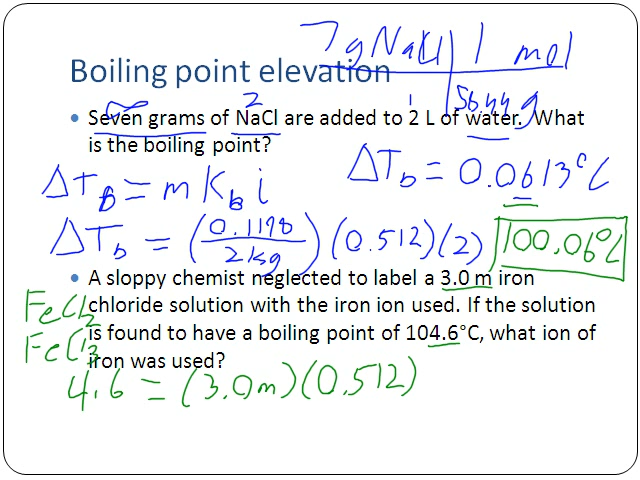 7 g NaCl | 1 mol
1 | 58.44 g
Boiling point elevation
2
• Seven grams of NaCl are added to 2 L of water. What
is the boiling point?
ΔTb = m Kb i
ΔTb = 0.0613°C
ΔTb = (0.1198/2kg)(0.512)(2)
100.06°C
• A sloppy chemist neglected to label a 3.0 m iron
chloride solution with the iron ion used. If the solution
is found to have a boiling point of 104.6°C, what ion of
iron was used?
FeCl2
FeCl3
4.6 = (3.0m)(0.512)